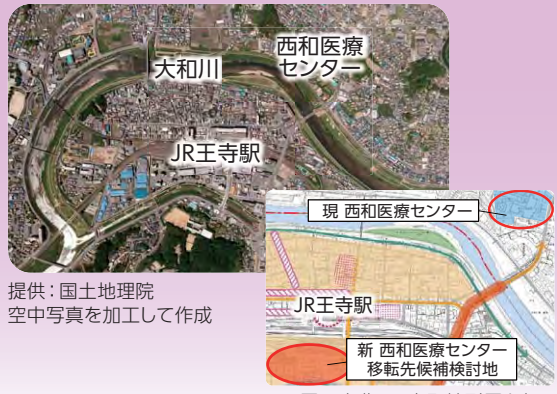 大和川
西和医療
センター
JR王寺駅
提供：国土地理院
空中写真を加工して作成
現 西和医療センター
JR王寺駅
新 西和医療センター
移転先候補検討地